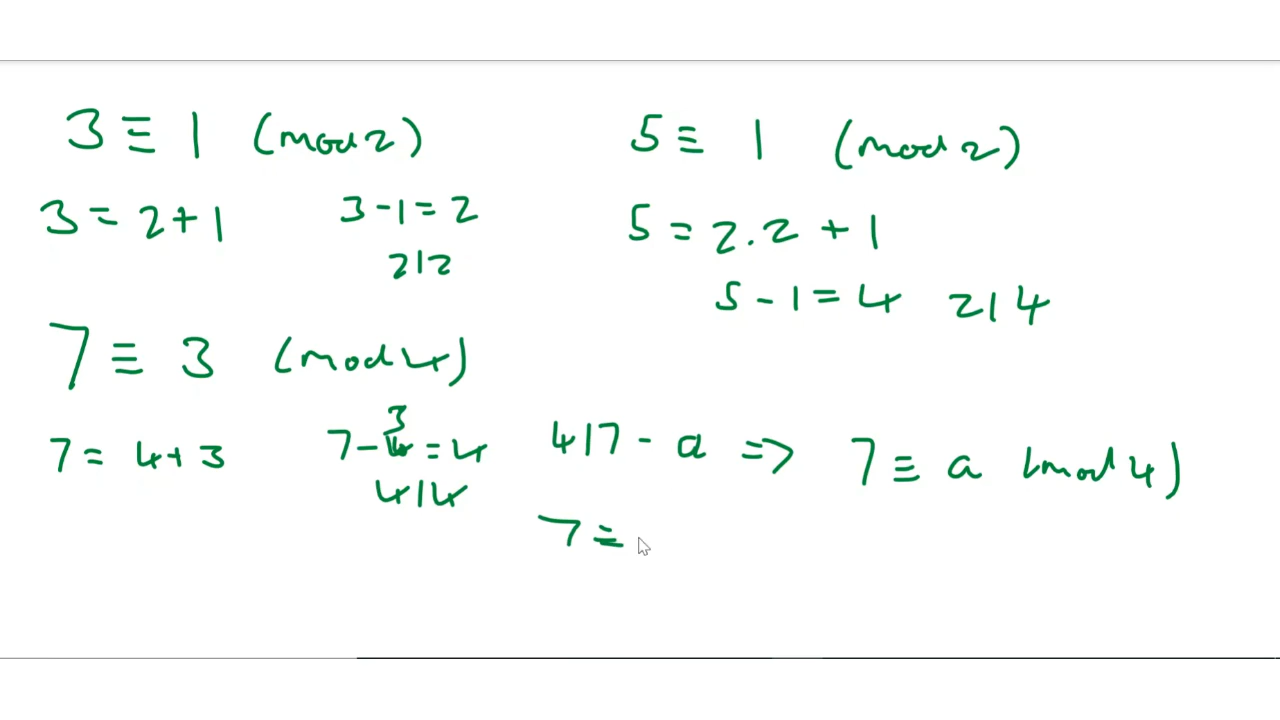 3 ≡ 1 (mod 2)
3 = 2 + 1
3 - 1 = 2
2 | 2
5 ≡ 1 (mod 2)
5 = 2 . 2 + 1
5 - 1 = 4 2 | 4
7 ≡ 3 (mod 4)
7 = 4 + 3
7 - 3 = 4
4 | 4
4 | 7 - a => 7 ≡ a (mod 4)
7 ≡